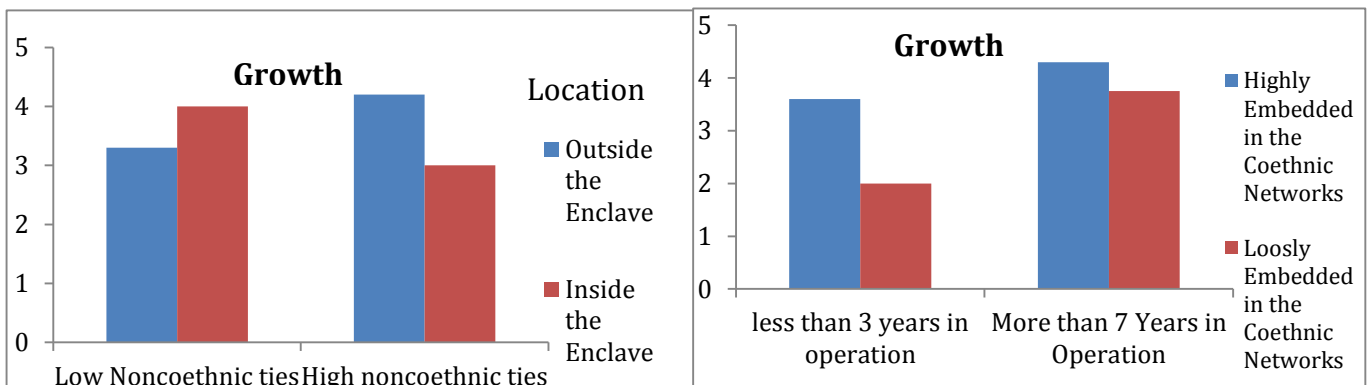 Growth
5
4
3
2
1
0
Low Noncoethnic ties
High noncoethnic ties
Location
Outside
the
Enclave
Inside
the
Enclave
Growth
5
4
3
2
1
0
less than 3 years in
operation
More than 7 Years in
Operation
Highly
Embedded
in the
Coethnic
Networks
Loosly
Embedded
in the
Coethnic
Networks